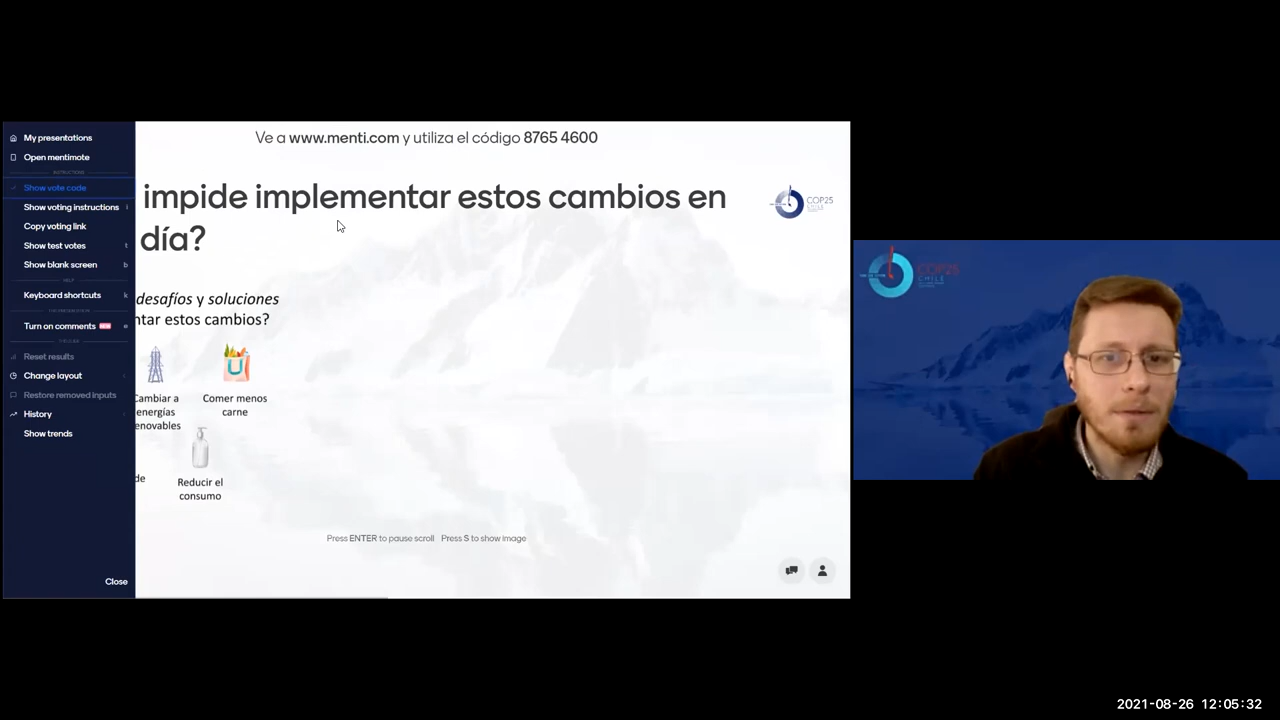 My presentations
Open mentimote
INSTRUCTIONS
Show vote code
Show voting instructions i
Copy voting link
Show test votes t
Show blank screen b
HELP
Keyboard shortcuts k
Turn on comments
Reset results
Change layout
Restore removed inputs
History
Show trends
Close
Ve a www.menti.com y utiliza el código 8765 4600
impide implementar estos cambios en
día?
COP25
desafíos y soluciones
ntar estos cambios?
Cambiar a
energías
enovables
Comer menos
carne
de
Reducir el
consumo
Press ENTER to pause scroll Press S to show image
COP25
CHILE
2021-08-26 12:05:32